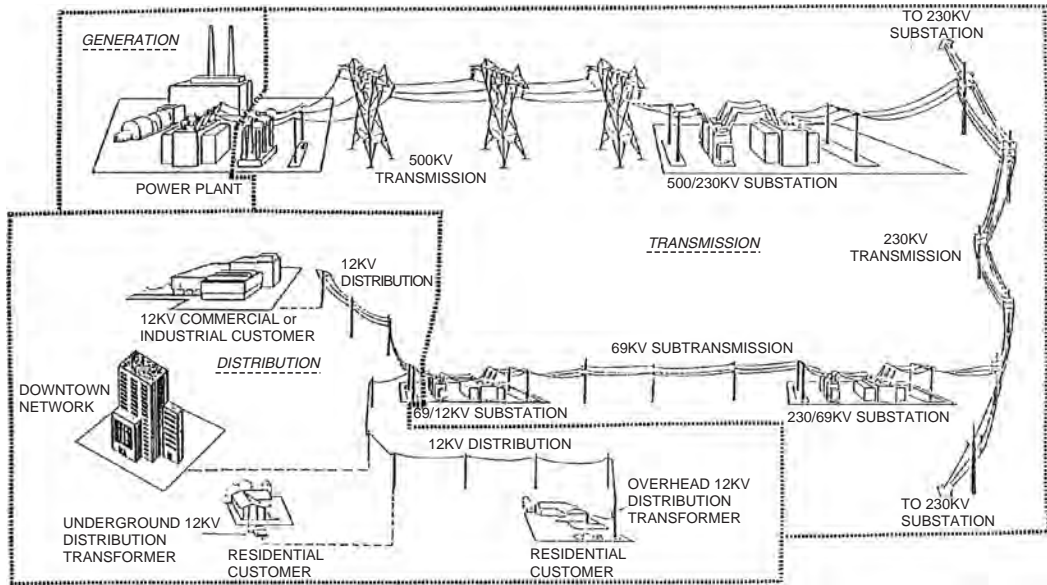 GENERATION
TO 230KV
SUBSTATION
POWER PLANT
500KV
TRANSMISSION
500/230KV SUBSTATION
TRANSMISSION
230KV
TRANSMISSION
12KV
DISTRIBUTION
12KV COMMERCIAL or
INDUSTRIAL CUSTOMER
DISTRIBUTION
69KV SUBTRANSMISSION
DOWNTOWN
NETWORK
69/12KV SUBSTATION
230/69KV SUBSTATION
12KV DISTRIBUTION
OVERHEAD 12KV
DISTRIBUTION
TRANSFORMER
TO 230KV
SUBSTATION
UNDERGROUND 12KV
DISTRIBUTION
TRANSFORMER
RESIDENTIAL
CUSTOMER
RESIDENTIAL
CUSTOMER